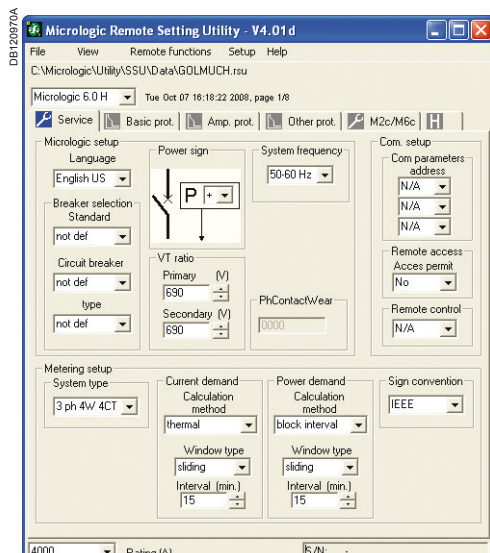 DB120970A
Micrologic Remote Setting Utility - V4.01d
File View Remote functions Setup Help
C:\Micrologic\Utility\SSU\Data\GOLMUCH.rsu
Micrologic 6.0 H Tue Oct 07 16:18:22 2008, page 1/8
Service Basic prot. Amp. prot. Other prot. M2c/M6c H
Micrologic setup
Language
English US
Breaker selection
Standard
not def
Circuit breaker
not def
type
not def
Power sign
P +
VT ratio
Primary (V)
690
Secondary (V)
690
System frequency
50-60 Hz
PhContactWear
0000
Com. setup
Com parameters
address
N/A
N/A
N/A
Remote access
Acces permit
No
Remote control
N/A
Metering setup
System type
3 ph 4W 4CT
Current demand
Calculation
method
thermal
Window type
sliding
Interval (min.)
15
Power demand
Calculation
method
block interval
Window type
sliding
Interval (min.)
15
Sign convention
IEEE
4000 Rating (A) S/N: